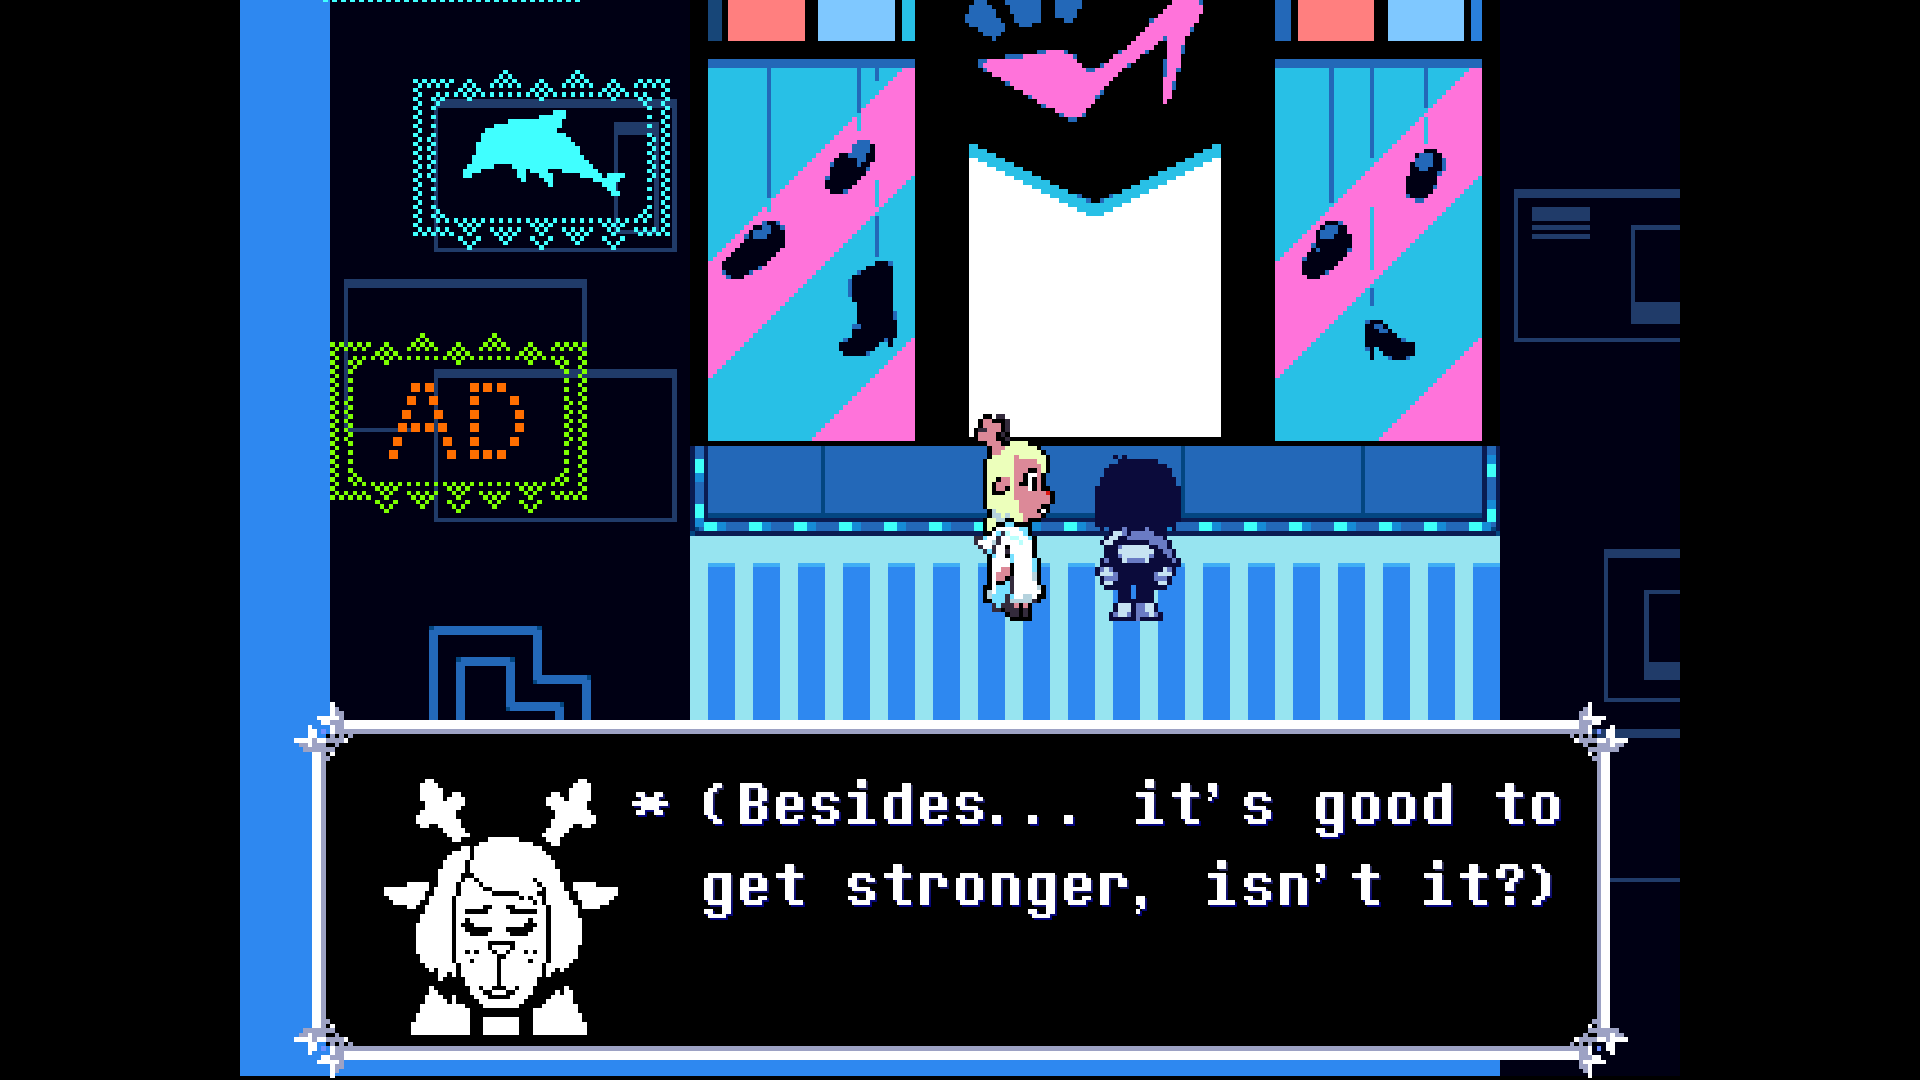 AD
* (Besides... it's good to
get stronger, isn't it?)